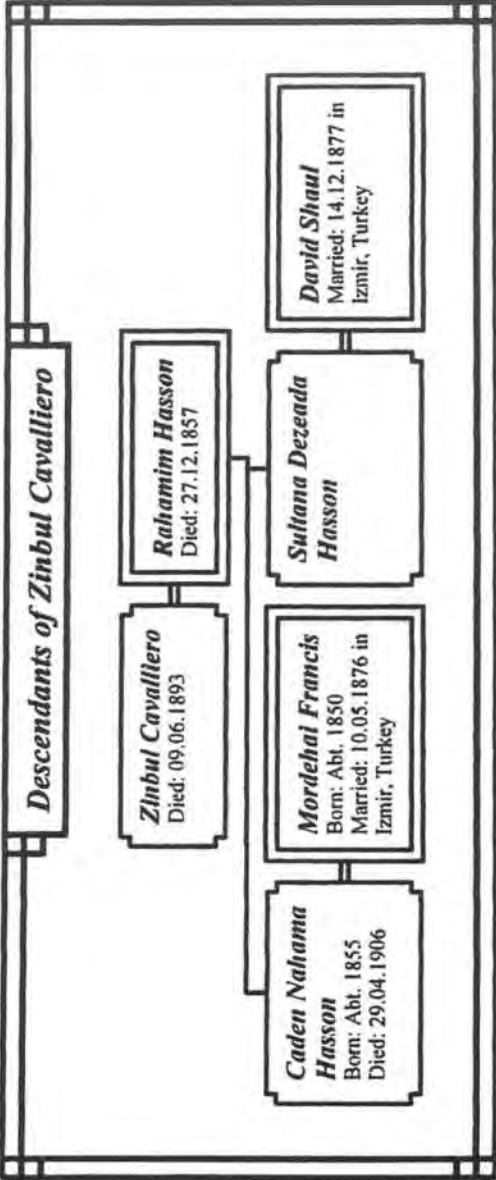 Descendants of Zinbul Cavalliero
Zinbul Cavalliero
Died: 09.06.1893
Rahamim Hasson
Died: 27.12.1857
Caden Nahama
Hasson
Born: Abt. 1855
Died: 29.04.1906
Mordehai Francis
Born: Abt. 1850
Married: 10.05.1876 in
Izmir, Turkey
Sultana Dezeada
Hasson
David Shaul
Married: 14.12.1877 in
Izmir, Turkey